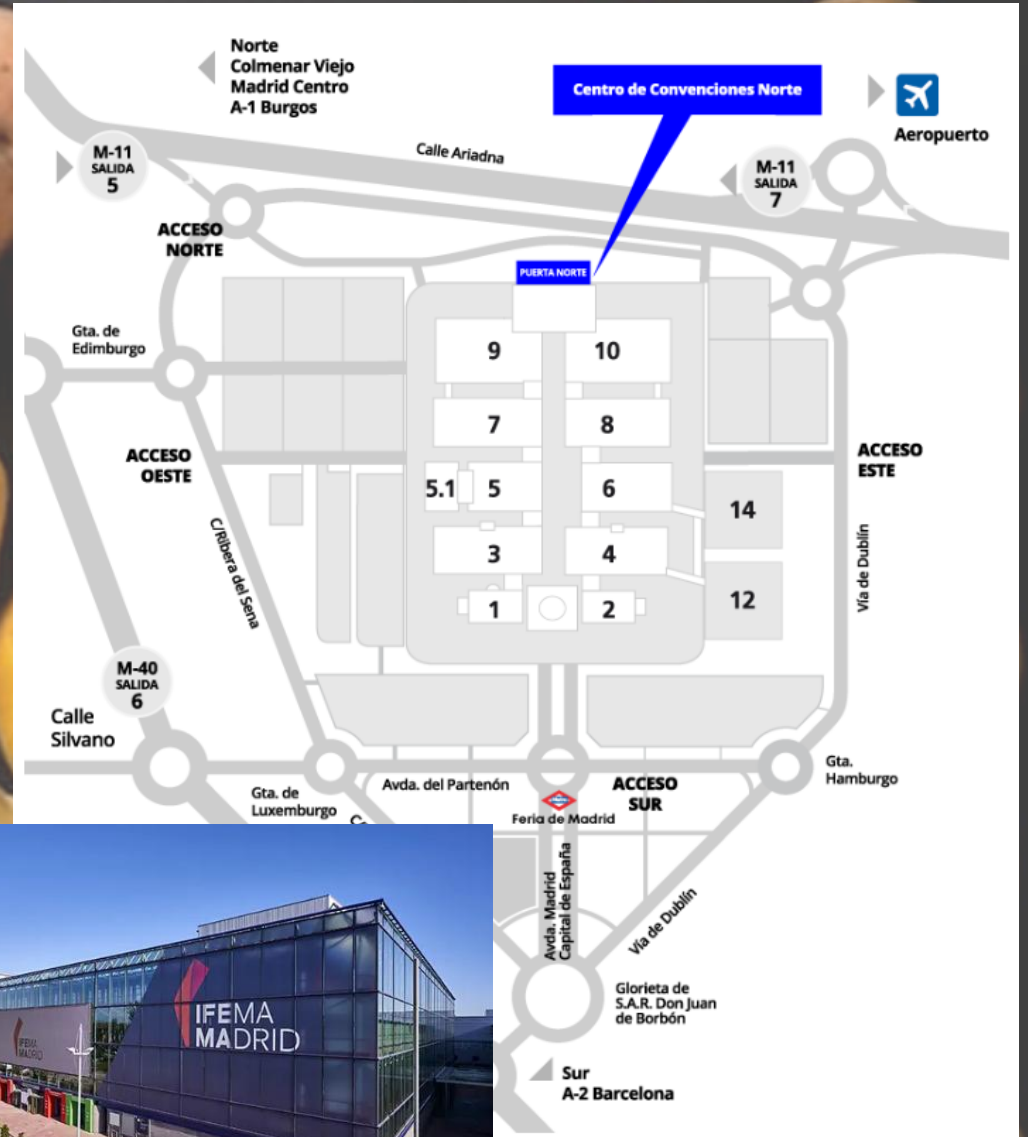 Norte
Colmenar Viejo
Madrid Centro
A-1 Burgos
Centro de Convenciones Norte
Aeropuerto
Calle Ariadna
M-11
SALIDA
5
M-11
SALIDA
7
ACCESO
NORTE
PUERTA NORTE
Gta. de
Edimburgo
9
10
7
8
ACCESO
OESTE
ACCESO
ESTE
5.1
5
6
14
C/Ribera del Sena
Vía de Dublín
3
4
12
1
2
M-40
SALIDA
6
Calle
Silvano
Gta. de
Luxemburgo
Avda. del Partenón
ACCESO
SUR
Gta.
Hamburgo
Feria de Madrid
Avda. Madrid
Capital de España
Vía de Dublín
IFEMA
MADRID
IFEMA
MADRID
Glorieta de
S.A.R. Don Juan
de Borbón
Sur
A-2 Barcelona